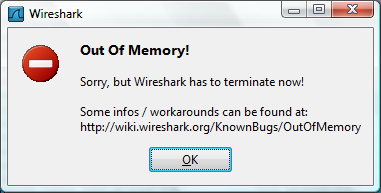 Wireshark
Out Of Memory!
Sorry, but Wireshark has to terminate now!
Some infos / workarounds can be found at:
http://wiki.wireshark.org/KnownBugs/OutOfMemory
OK